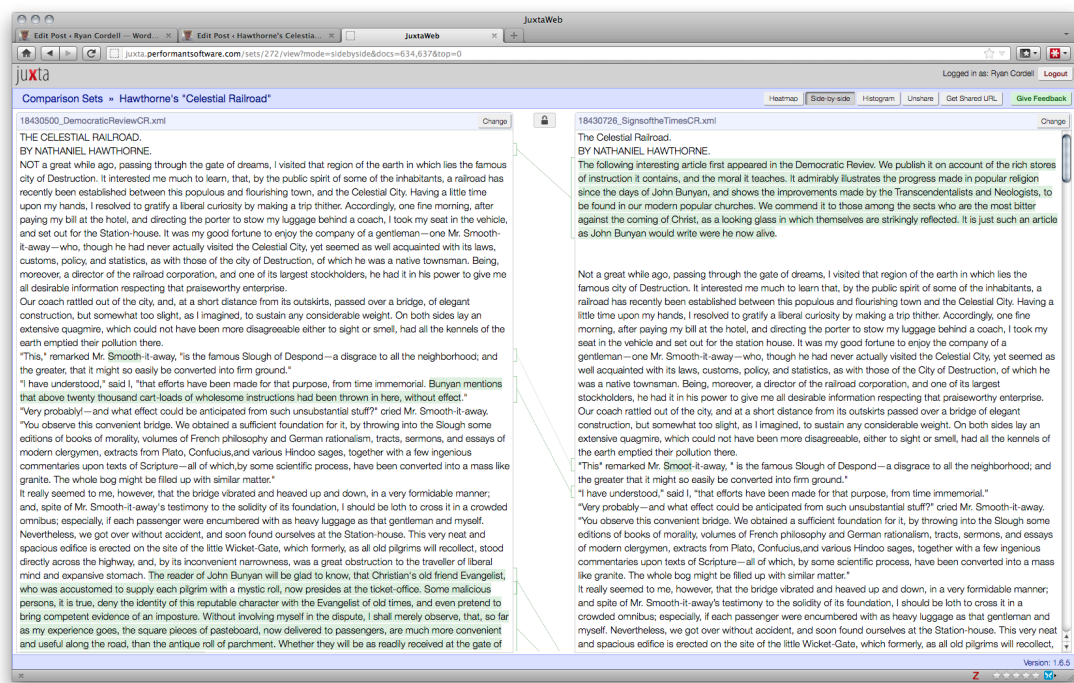 JuxtaWeb
Edit Post ‹ Ryan Cordell — Word...
Edit Post ‹ Hawthorne's Celestial...
JuxtaWeb
juxta.performantsoftware.com/sets/272/view?mode=sidebyside&docs=634,637&top=0
juxta
Logged in as: Ryan Cordell
Logout
Comparison Sets » Hawthorne's "Celestial Railroad"
Heatmap
Side-by-side
Histogram
Unshare
Get Shared URL
Give Feedback
18430500_DemocraticReviewCR.xml
Change
THE CELESTIAL RAILROAD.
BY NATHANIEL HAWTHORNE.
NOT a great while ago, passing through the gate of dreams, I visited that region of the earth in which lies the famous
city of Destruction. It interested me much to learn, that, by the public spirit of some of the inhabitants, a railroad has
recently been established between this populous and flourishing town, and the Celestial City. Having a little time
upon my hands, I resolved to gratify a liberal curiosity by making a trip thither. Accordingly, one fine morning, after
paying my bill at the hotel, and directing the porter to stow my luggage behind a coach, I took my seat in the vehicle,
and set out for the Station-house. It was my good fortune to enjoy the company of a gentleman—one Mr. Smooth-
it-away—who, though he had never actually visited the Celestial City, yet seemed as well acquainted with its laws,
customs, policy, and statistics, as with those of the city of Destruction, of which he was a native townsman. Being,
moreover, a director of the railroad corporation, and one of its largest stockholders, he had it in his power to give me
all desirable information respecting that praiseworthy enterprise.
Our coach rattled out of the city, and, at a short distance from its outskirts, passed over a bridge, of elegant
construction, but somewhat too slight, as I imagined, to sustain any considerable weight. On both sides lay an
extensive quagmire, which could not have been more disagreeable either to sight or smell, had all the kennels of the
earth emptied their pollution there.
"This," remarked Mr. Smooth-it-away, "is the famous Slough of Despond—a disgrace to all the neighborhood; and
the greater, that it might so easily be converted into firm ground."
"I have understood," said I, "that efforts have been made for that purpose, from time immemorial. Bunyan mentions
that above twenty thousand cart-loads of wholesome instructions had been thrown in here, without effect."
"Very probably!—and what effect could be anticipated from such unsubstantial stuff?" cried Mr. Smooth-it-away.
"You observe this convenient bridge. We obtained a sufficient foundation for it, by throwing into the Slough some
editions of books of morality, volumes of French philosophy and German rationalism, tracts, sermons, and essays of
modern clergymen, extracts from Plato, Confucius,and various Hindoo sages, together with a few ingenious
commentaries upon texts of Scripture—all of which,by some scientific process, have been converted into a mass like
granite. The whole bog might be filled up with similar matter."
It really seemed to me, however, that the bridge vibrated and heaved up and down, in a very formidable manner;
and, spite of Mr. Smooth-it-away's testimony to the solidity of its foundation, I should be loth to cross it in a crowded
omnibus; especially, if each passenger were encumbered with as heavy luggage as that gentleman and myself.
Nevertheless, we got over without accident, and soon found ourselves at the Station-house. This very neat and
spacious edifice is erected on the site of the little Wicket-Gate, which formerly, as all old pilgrims will recollect, stood
directly across the highway, and, by its inconvenient narrowness, was a great obstruction to the traveller of liberal
mind and expansive stomach. The reader of John Bunyan will be glad to know, that Christian's old friend Evangelist,
who was accustomed to supply each pilgrim with a mystic roll, now presides at the ticket-office. Some malicious
persons, it is true, deny the identity of this reputable character with the Evangelist of old times, and even pretend to
bring competent evidence of an imposture. Without involving myself in the dispute, I shall merely observe, that, so far
as my experience goes, the square pieces of pasteboard, now delivered to passengers, are much more convenient
and useful along the road, than the antique roll of parchment. Whether they will be as readily received at the gate of
18430726_SignsoftheTimesCR.xml
Change
The Celestial Railroad.
BY NATHANIEL HAWTHORNE.
The following interesting article first appeared in the Democratic Reviev. We publish it on account of the rich stores
of instruction it contains, and the moral it teaches. It admirably illustrates the progress made in popular religion
since the days of John Bunyan, and shows the improvements made by the Transcendentalists and Neologists, to
be found in our modern popular churches. We commend it to those among the sects who are the most bitter
against the coming of Christ, as a looking glass in which themselves are strikingly reflected. It is just such an article
as John Bunyan would write were he now alive.
Not a great while ago, passing through the gate of dreams, I visited that region of the earth in which lies the
famous city of Destruction. It interested me much to learn that, by the public spirit of some of the inhabitants, a
railroad has recently been established between this populous and flourishing town and the Celestial City. Having a
little time upon my hands, I resolved to gratify a liberal curiosity by making a trip thither. Accordingly, one fine
morning, after paying my bill at the hotel, and directing the porter to stow my luggage behind a coach, I took my
seat in the vehicle and set out for the station house. It was my good fortune to enjoy the company of a
gentleman—one Mr. Smooth-it-away—who, though he had never actually visited the Celestial City, yet seemed as
well acquainted with its laws, customs, policy, and statistics, as with those of the City of Destruction, of which he
was a native townsman. Being, moreover, a director of the railroad corporation, and one of its largest
stockholders, he had it in his power to give me all desirable information respecting that praiseworthy enterprise.
Our coach rattled out of the city, and at a short distance from its outskirts passed over a bridge, of elegant
construction, but somewhat too slight, as I imagined, to sustain any considerable weight. On both sides lay an
extensive quagmire, which could not have been more disagreeable, either to sight or smell, had all the kennels of
the earth emptied their pollution there.
"This" remarked Mr. Smoot-it-away, " is the famous Slough of Despond—a disgrace to all the neighborhood; and
the greater that it might so easily be converted into firm ground."
"I have understood," said I, "that efforts have been made for that purpose, from time immemorial."
"Very probably—and what effect could be anticipated from such unsubstantial stuff?" cried Mr. Smooth-it-away.
"You observe this convenient bridge. We obtained a sufficient foundation for it, by throwing into the Slough some
editions of books of morality, volumes of French philosophy and German rationalism, tracts, sermons, and essays
of modern clergymen, extracts from Plato, Confucius,and various Hindoo sages, together with a few ingenious
commentaries upon texts of Scripture—all of which, by some scientific process, have been converted into a mass
like granite. The whole bog might be filled up with similar matter."
It really seemed to me, however, that the bridge vibrated and heaved up and down, in a very formidable manner;
and spite of Mr. Smooth-it-away's testimony to the solidity of its foundation, I should be loth to cross it in a
crowded omnibus; especially, if each passenger were encumbered with as heavy luggage as that gentleman and
myself. Nevertheless, we got over without accident, and soon found ourselves at the Station-house. This very neat
and spacious edifice is erected on the site of the little Wicket-Gate, which formerly, as all old pilgrims will recollect,
Version: 1.6.5
Z